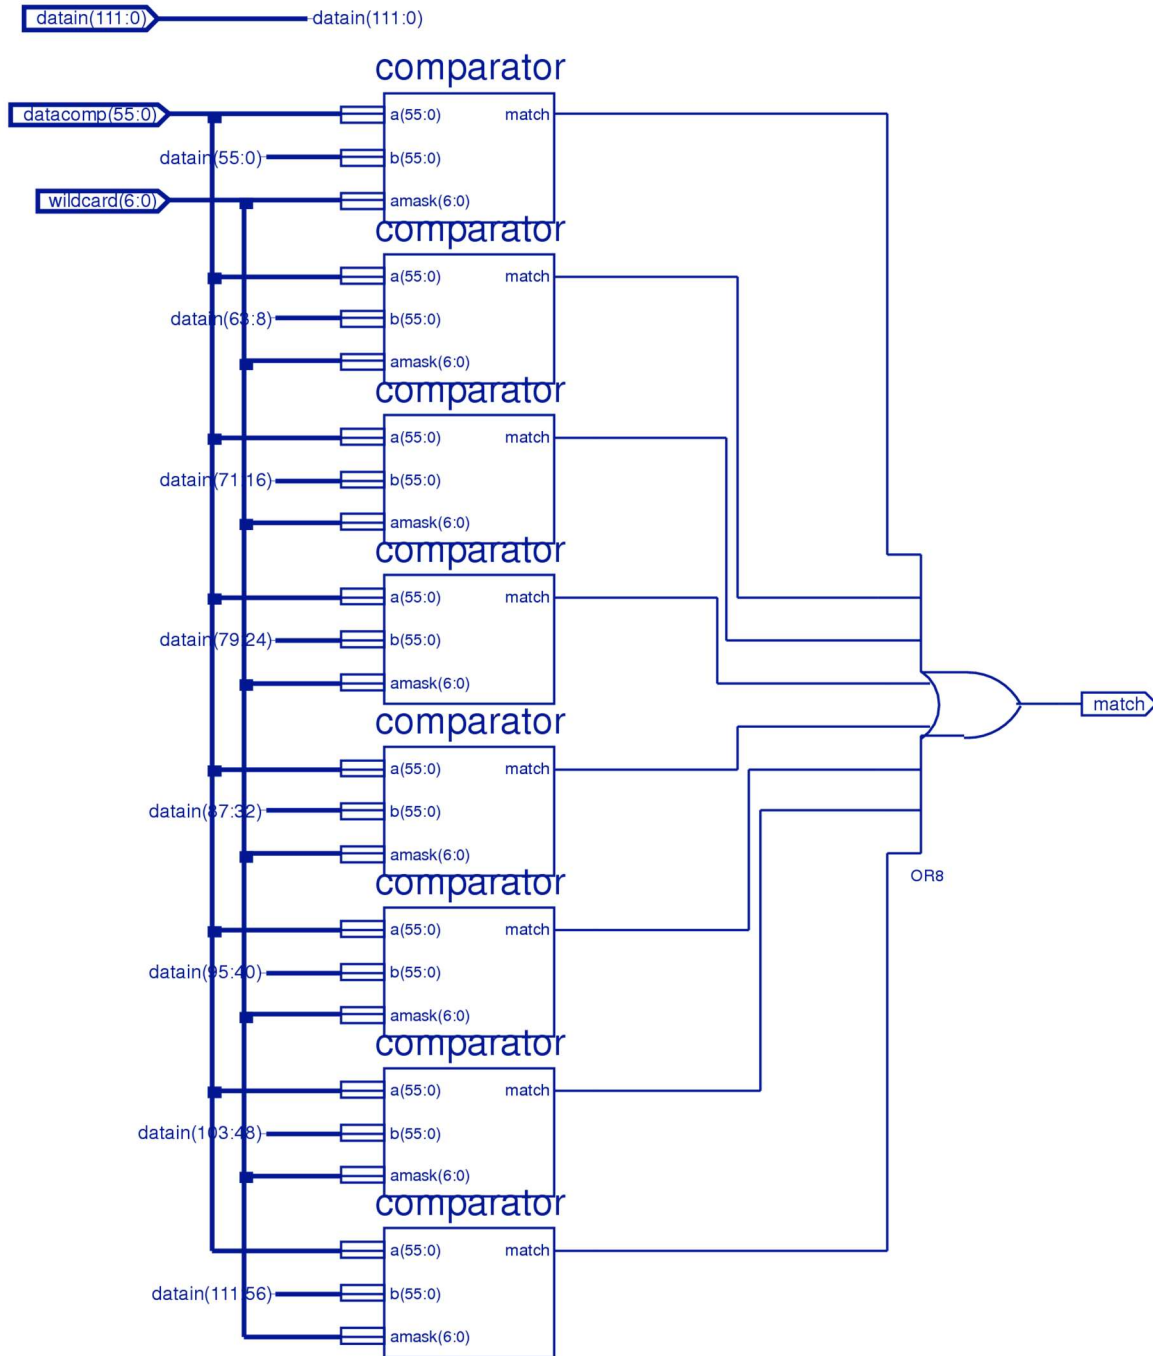 datain(111:0) datain(111:0)
comparator
datacomp(55:0) a(55:0) match
datain(55:0) b(55:0)
wildcard(6:0) amask(6:0)
comparator
a(55:0) match
datain(63:8) b(55:0)
amask(6:0)
comparator
a(55:0) match
datain(71:16) b(55:0)
amask(6:0)
comparator
a(55:0) match
datain(79:24) b(55:0)
amask(6:0)
match
comparator
a(55:0) match
datain(87:32) b(55:0)
amask(6:0)
OR8
comparator
a(55:0) match
datain(95:40) b(55:0)
amask(6:0)
comparator
a(55:0) match
datain(103:48) b(55:0)
amask(6:0)
comparator
a(55:0) match
datain(111:56) b(55:0)
amask(6:0)